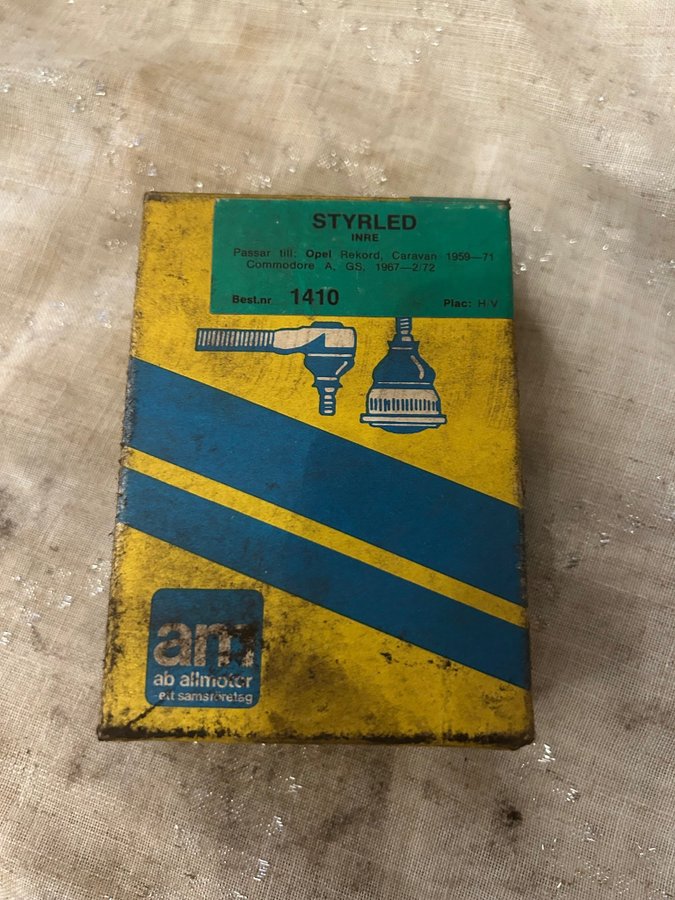 STYRLED
INRE
Passar till: Opel Rekord, Caravan 1959—71
Commodore A, GS, 1967—2/72
Best.nr 1410 Plac: H-V
am
ab allmotor
-ett samsföretag